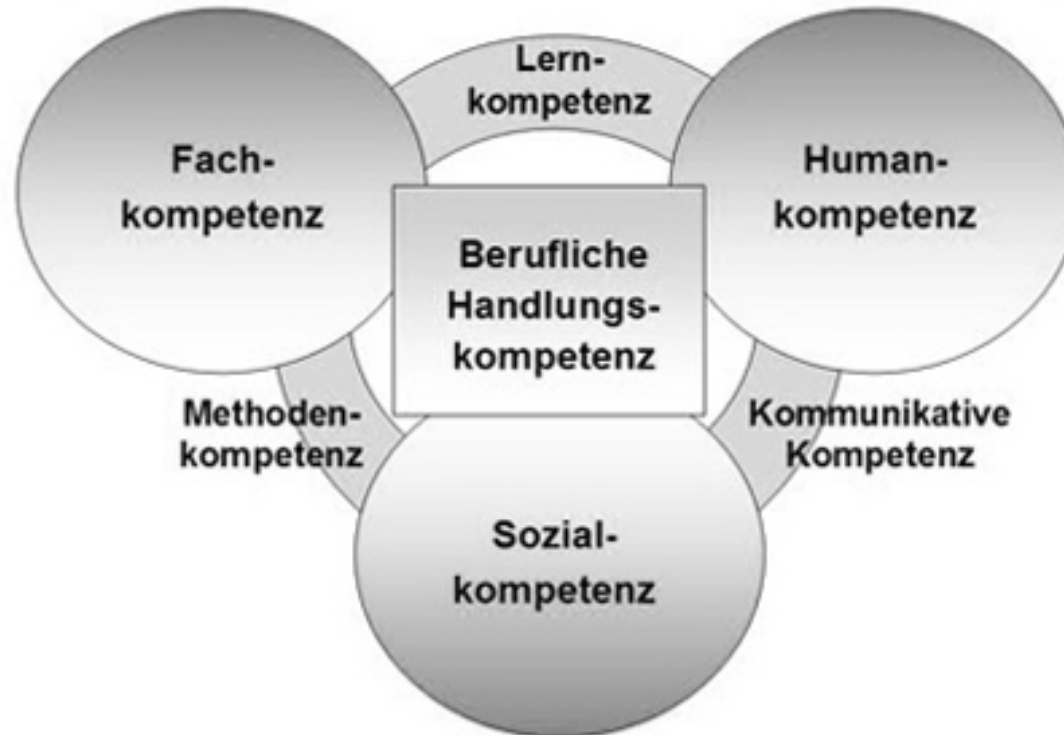 Lern-
kompetenz
Fach-
kompetenz
Human-
kompetenz
Berufliche
Handlungs-
kompetenz
Methoden-
kompetenz
Kommunikative
Kompetenz
Sozial-
kompetenz